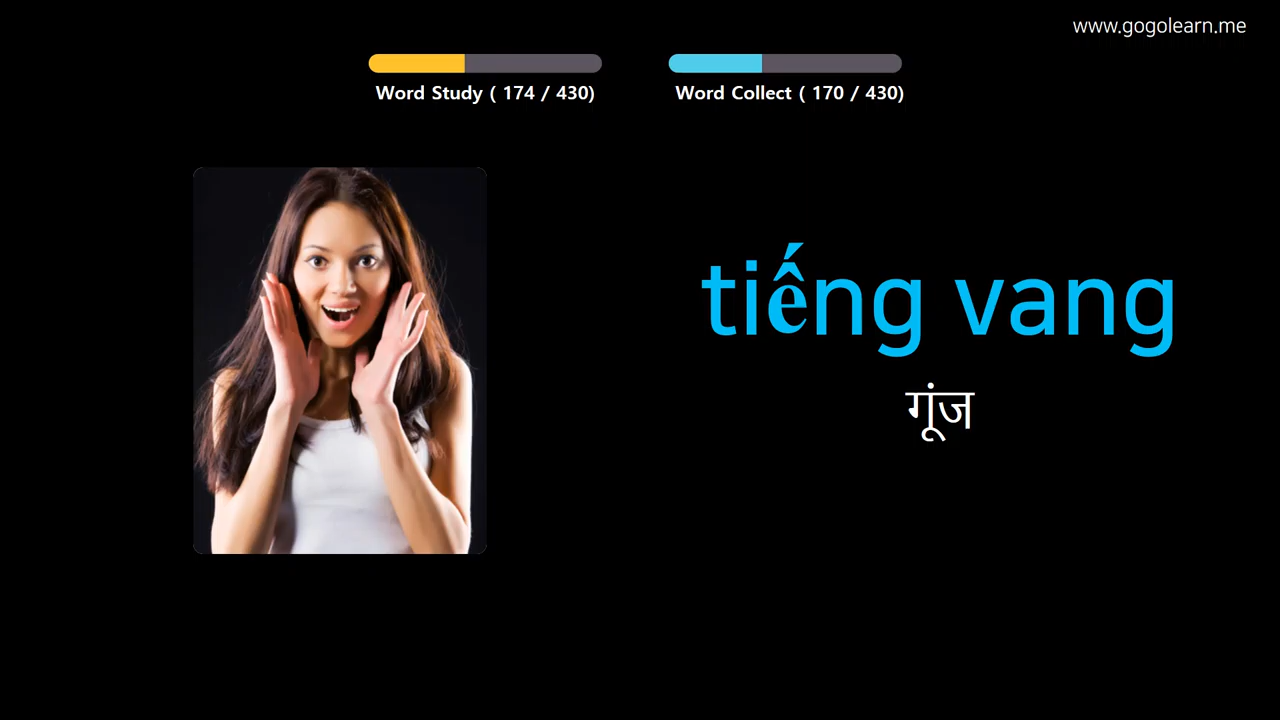 www.gogolearn.me
Word Study ( 174 / 430)
Word Collect ( 170 / 430)
tiếng vang
गूंज